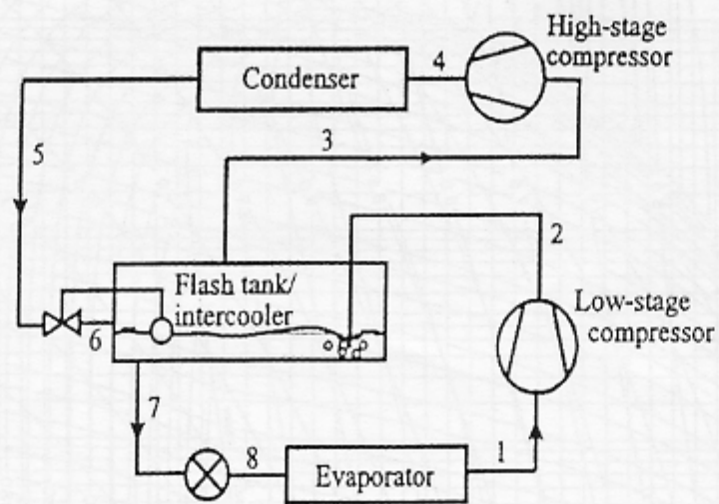 High-stage
compressor
Condenser
4
3
5
2
Flash tank/
intercooler
Low-stage
compressor
6
7
8
1
Evaporator